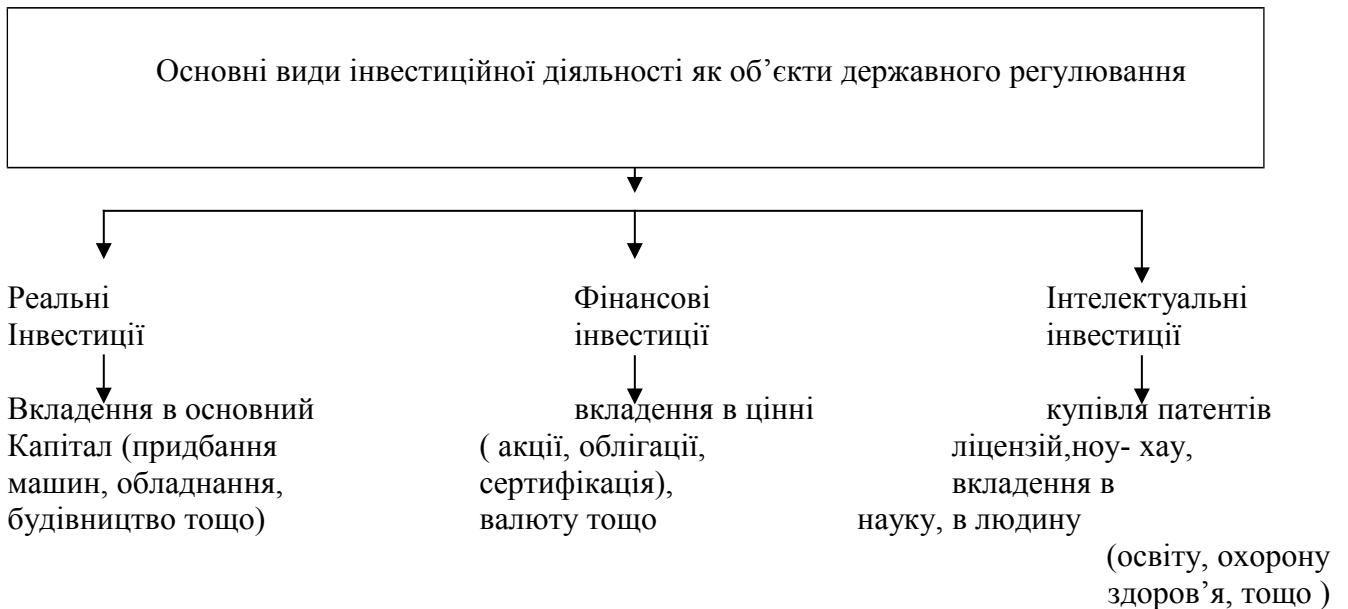 Основні види інвестиційної діяльності як об’єкти державного регулювання
Реальні
Інвестиції
Фінансові
інвестиції
Інтелектуальні
інвестиції
Вкладення в основний
Капітал (придбання
машин, обладнання,
будівництво тощо)
вкладення в цінні
( акції, облігації,
сертифікація),
валюту тощо
купівля патентів
ліцензій,ноу- хау,
вкладення в
науку, в людину
(освіту, охорону
здоров’я, тощо )